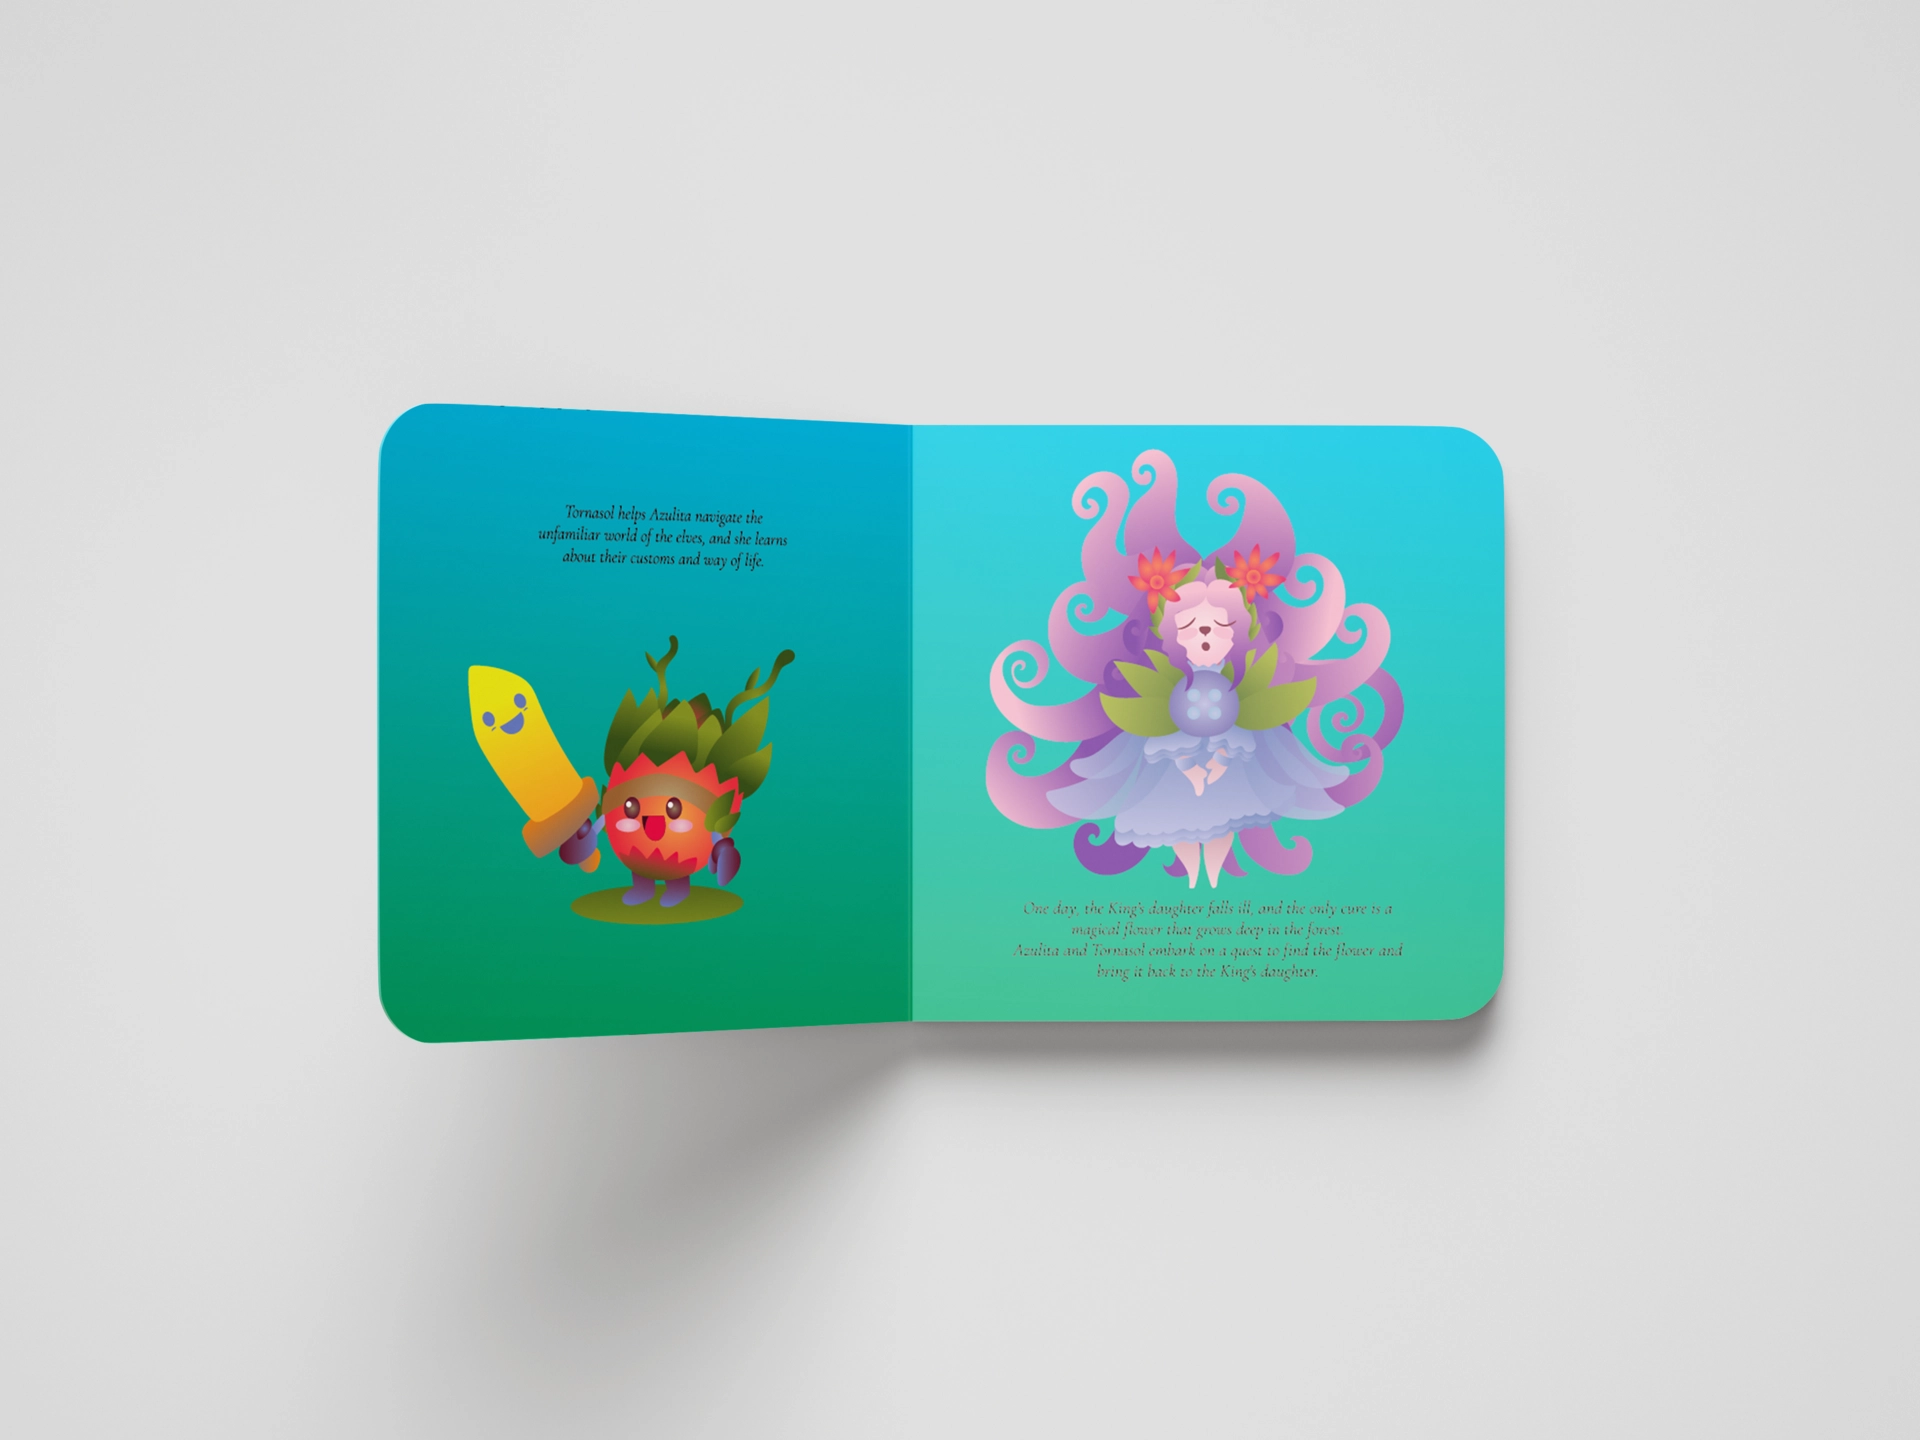 Tornasol helps Azulita navigate the
unfamiliar world of the elves, and she learns
about their customs and way of life.
One day, the King's daughter falls ill, and the only cure is a
magical flower that grows deep in the forest.
Azulita and Tornasol embark on a quest to find the flower and
bring it back to the King's daughter.